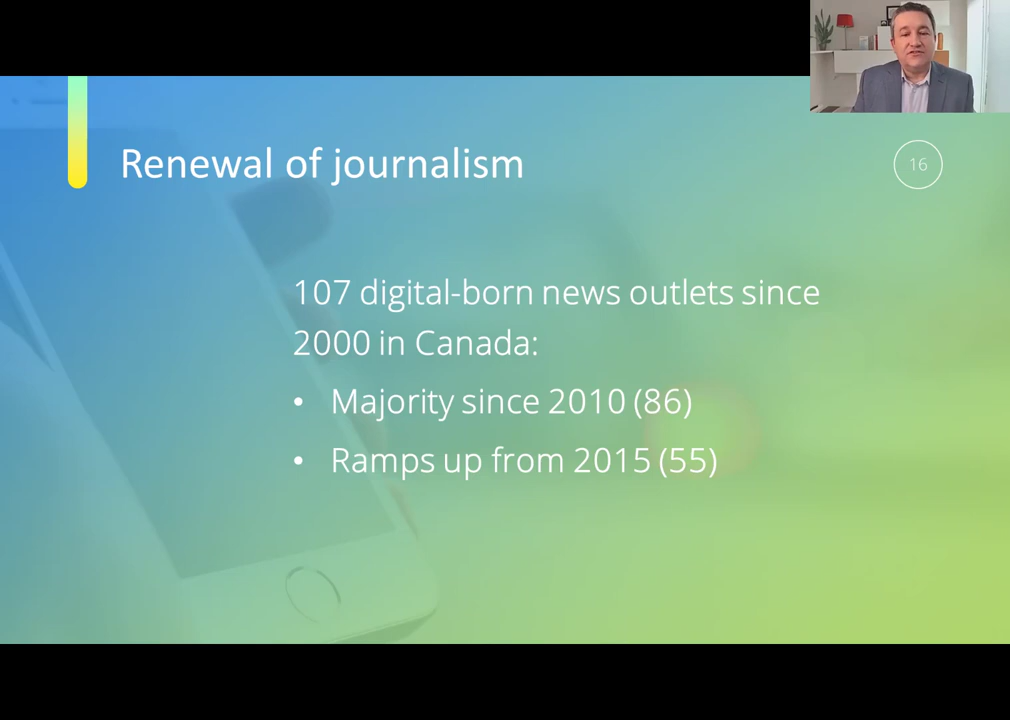 Renewal of journalism
16
107 digital-born news outlets since
2000 in Canada:
• Majority since 2010 (86)
• Ramps up from 2015 (55)